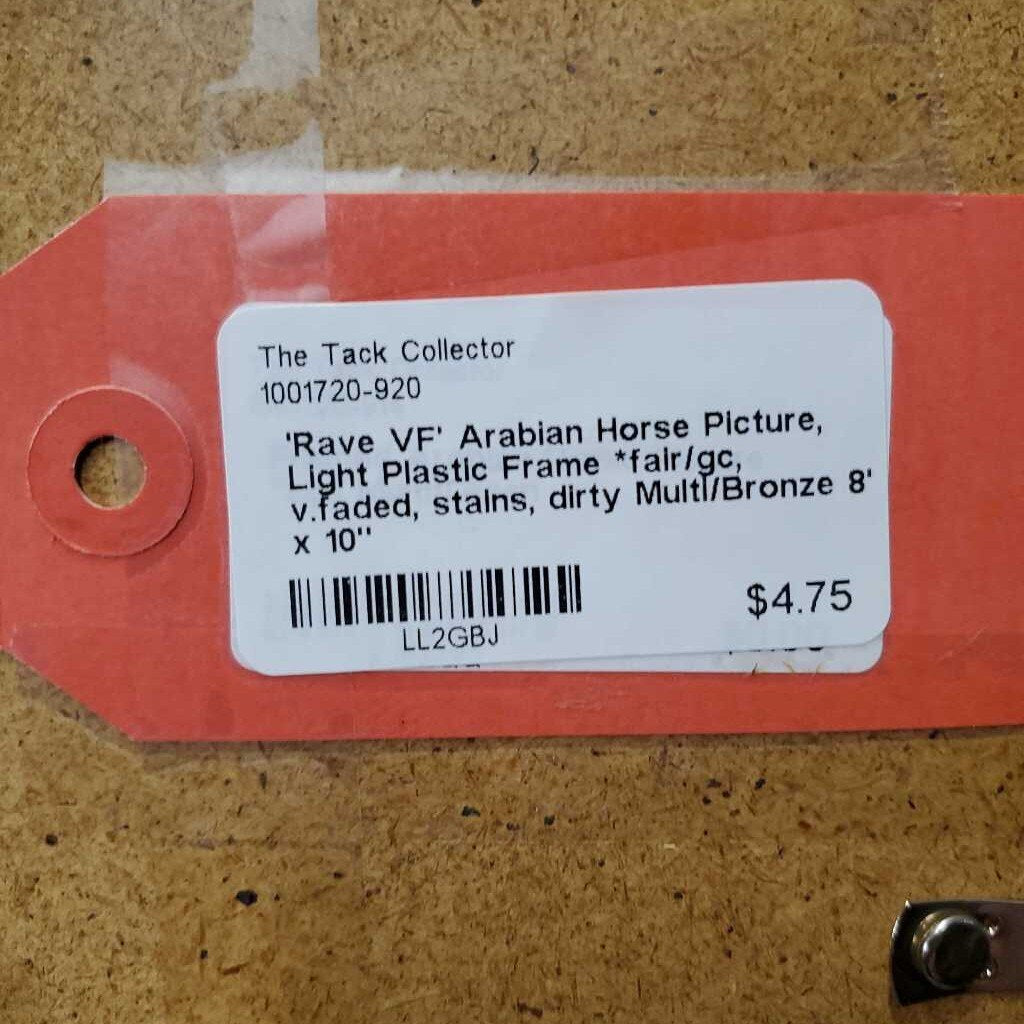 The Tack Collector
1001720-920
'Rave VF' Arabian Horse Picture,
Light Plastic Frame *fair/gc,
v.faded, stains, dirty Multi/Bronze 8'
x 10"
$4.75
LL2GBJ